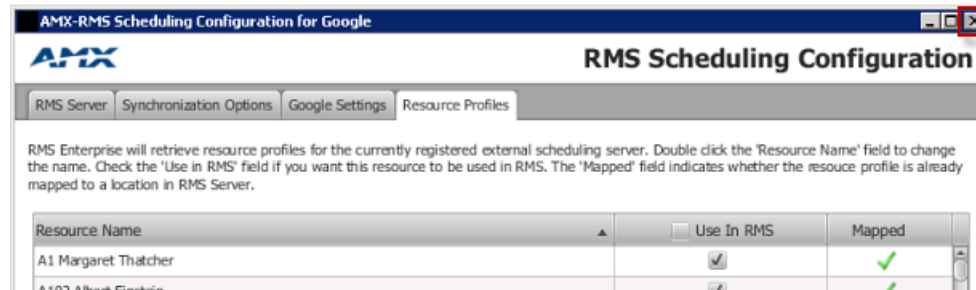 AMX-RMS Scheduling Configuration for Google
AMX
RMS Scheduling Configuration
RMS Server Synchronization Options Google Settings Resource Profiles
RMS Enterprise will retrieve resource profiles for the currently registered external scheduling server. Double click the 'Resource Name' field to change
the name. Check the 'Use in RMS' field if you want this resource to be used in RMS. The 'Mapped' field indicates whether the resouce profile is already
mapped to a location in RMS Server.
Resource Name Use In RMS Mapped
A1 Margaret Thatcher
A102 Albert Einstein